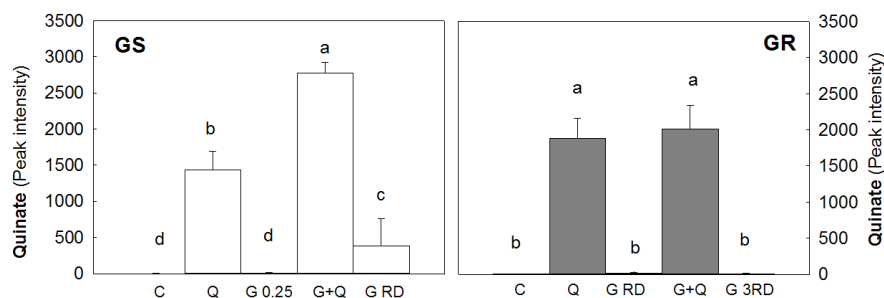 Quinate (Peak intensity)
3500
3000
2500
2000
1500
1000
500
0
GS
d
b
d
a
c
C Q G 0.25 G+Q G RD
GR
b
a
b
a
b
C Q G RD G+Q G 3RD
3500
3000
2500
2000
1500
1000
500
0
Quinate (Peak intensity)